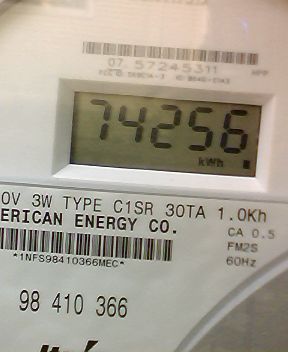 07 57245311
74256
kWh
0V 3W TYPE C1SR 30TA 1.0Kh
ERICAN ENERGY CO.
CA 0.5
FM2S
60Hz
*1NFS98410366MEC*
98 410 366